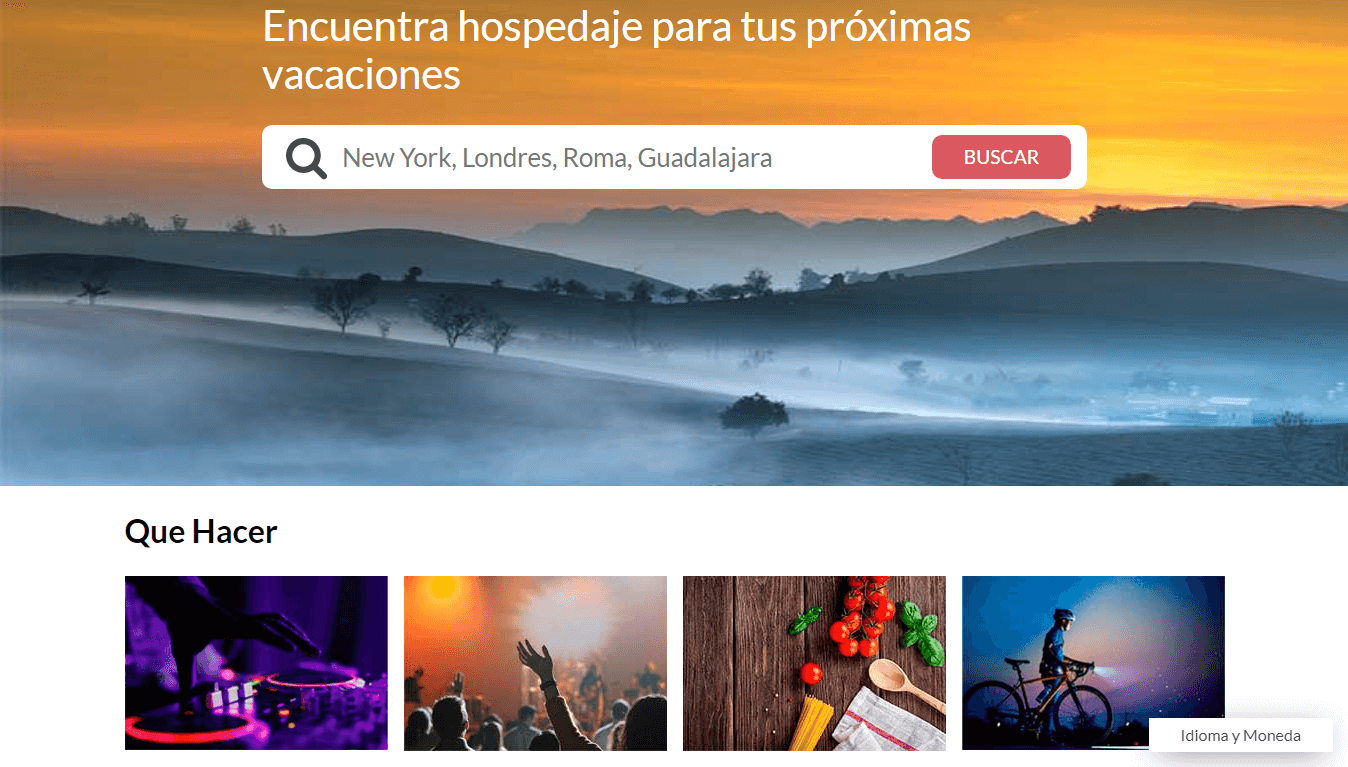 Encuentra hospedaje para tus próximas
vacaciones
New York, Londres, Roma, Guadalajara
BUSCAR
Que Hacer
Idioma y Moneda